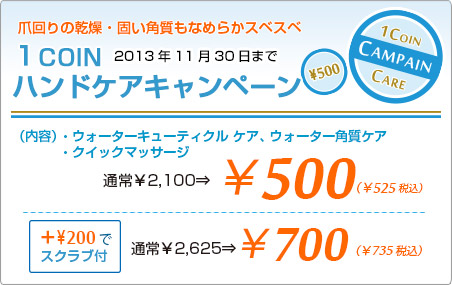 爪回りの乾燥・固い角質もなめらかスベスベ
1 COIN 2013年11月30日まで
ハンドケアキャンペーン
¥500
1COIN
CAMPAIN
CARE
（内容）・ウォーターキューティクル ケア、ウォーター角質ケア
・クイックマッサージ
通常￥2,100⇒ ￥500（￥525 税込）
＋¥200で
スクラブ付
通常￥2,625⇒ ￥700（￥735 税込）